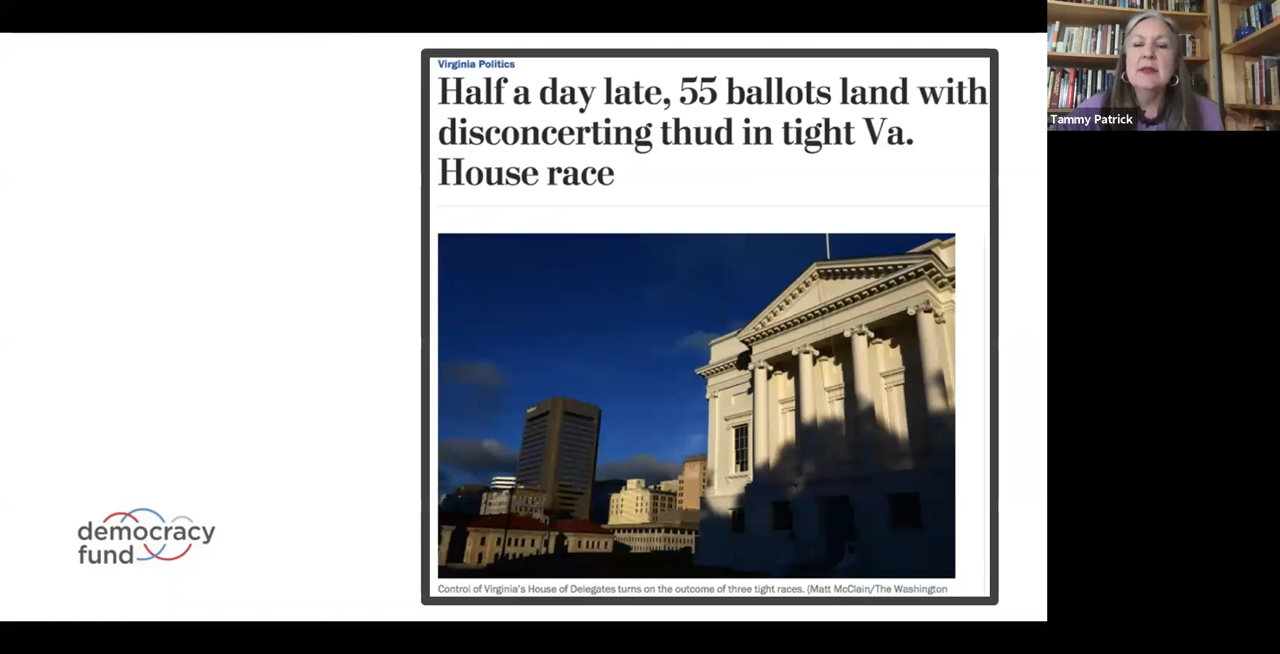 Virginia Politics
Half a day late, 55 ballots land with
disconcerting thud in tight Va.
House race
Control of Virginia's House of Delegates turns on the outcome of three tight races. (Matt McClain/The Washington
democracy
fund
Tammy Patrick